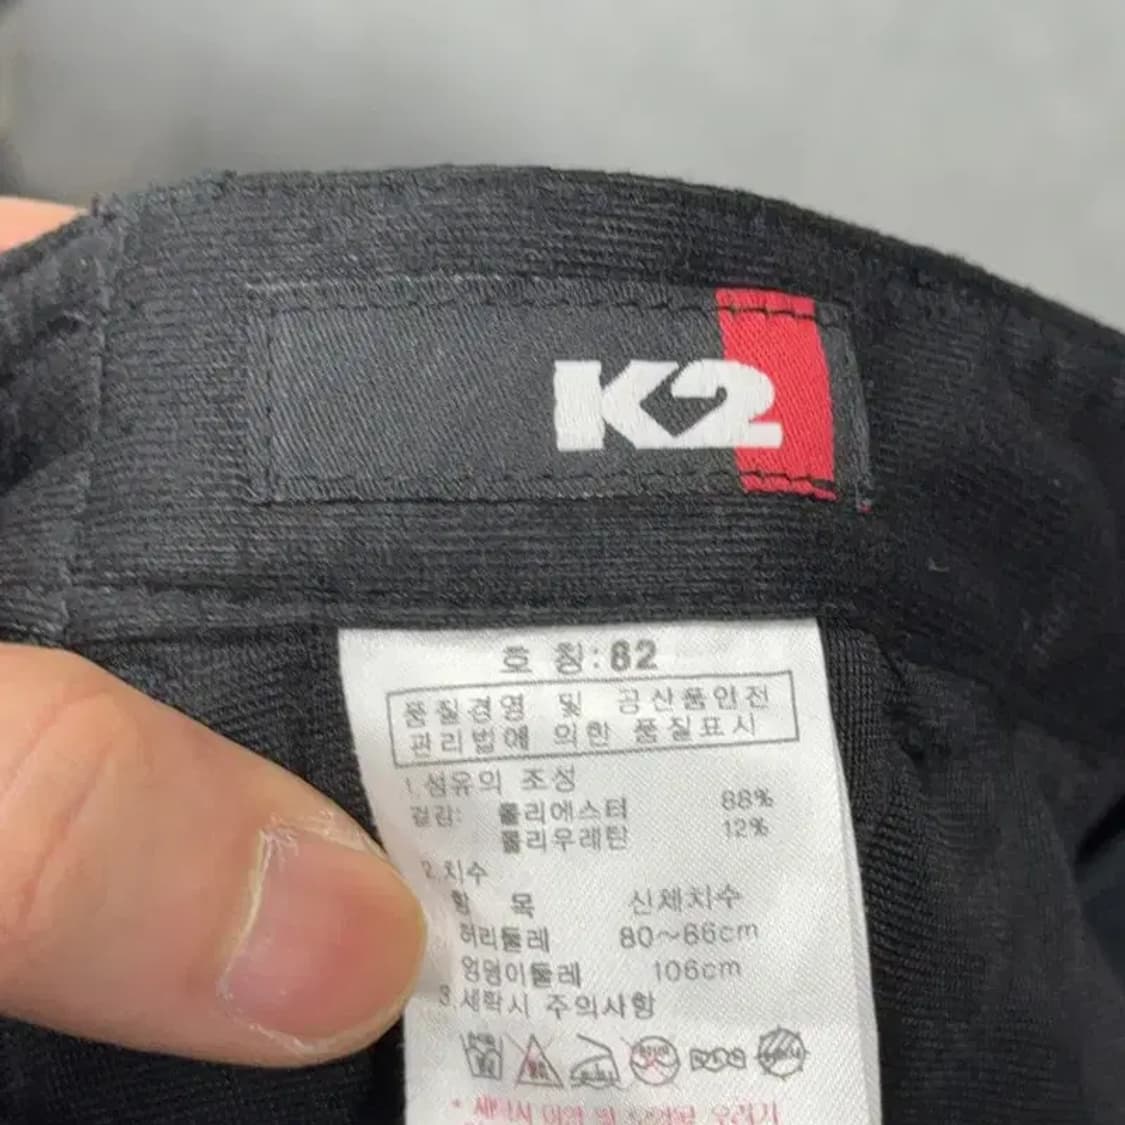 K2
호 칭:82
품질경영 및 공산품안전
관리법에 의한 품질표시
1.섬유의 조성
겉감: 폴리에스터 88%
폴리우레탄 12%
2.치수
항 목 신체치수
허리둘레 80~86cm
엉덩이둘레 106cm
3.세탁시 주의사항